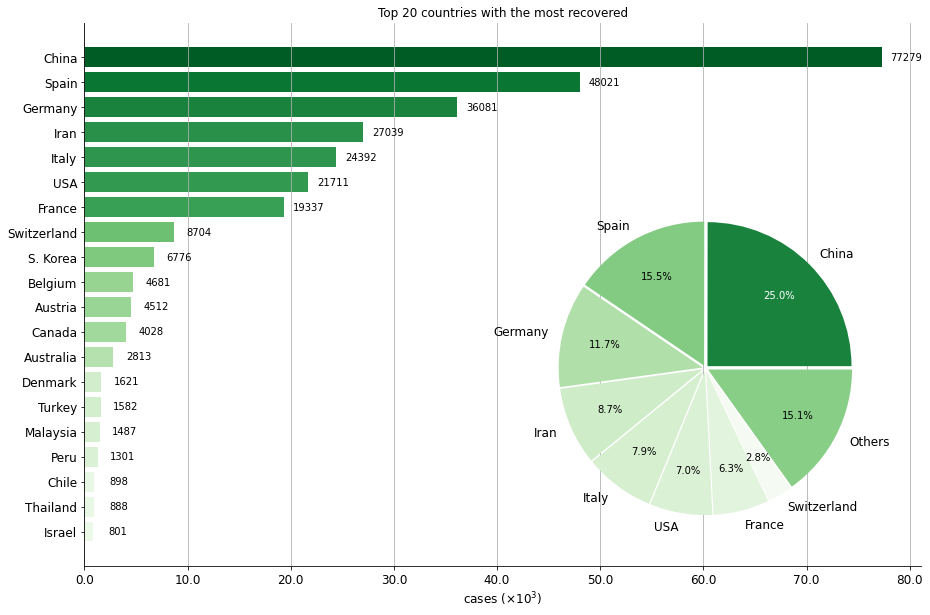 Top 20 countries with the most recovered
China 77279
Spain 48021
Germany 36081
Iran 27039
Italy 24392
USA 21711
France 19337
Switzerland 8704
S. Korea 6776
Belgium 4681
Austria 4512
Canada 4028
Australia 2813
Denmark 1621
Turkey 1582
Malaysia 1487
Peru 1301
Chile 898
Thailand 888
Israel 801
0.0 10.0 20.0 30.0 40.0 50.0 60.0 70.0 80.0
cases (×10³)
China
25.0%
Spain
15.5%
Germany
11.7%
Iran
8.7%
Italy
7.9%
USA
7.0%
France
6.3%
Switzerland
2.8%
Others
15.1%